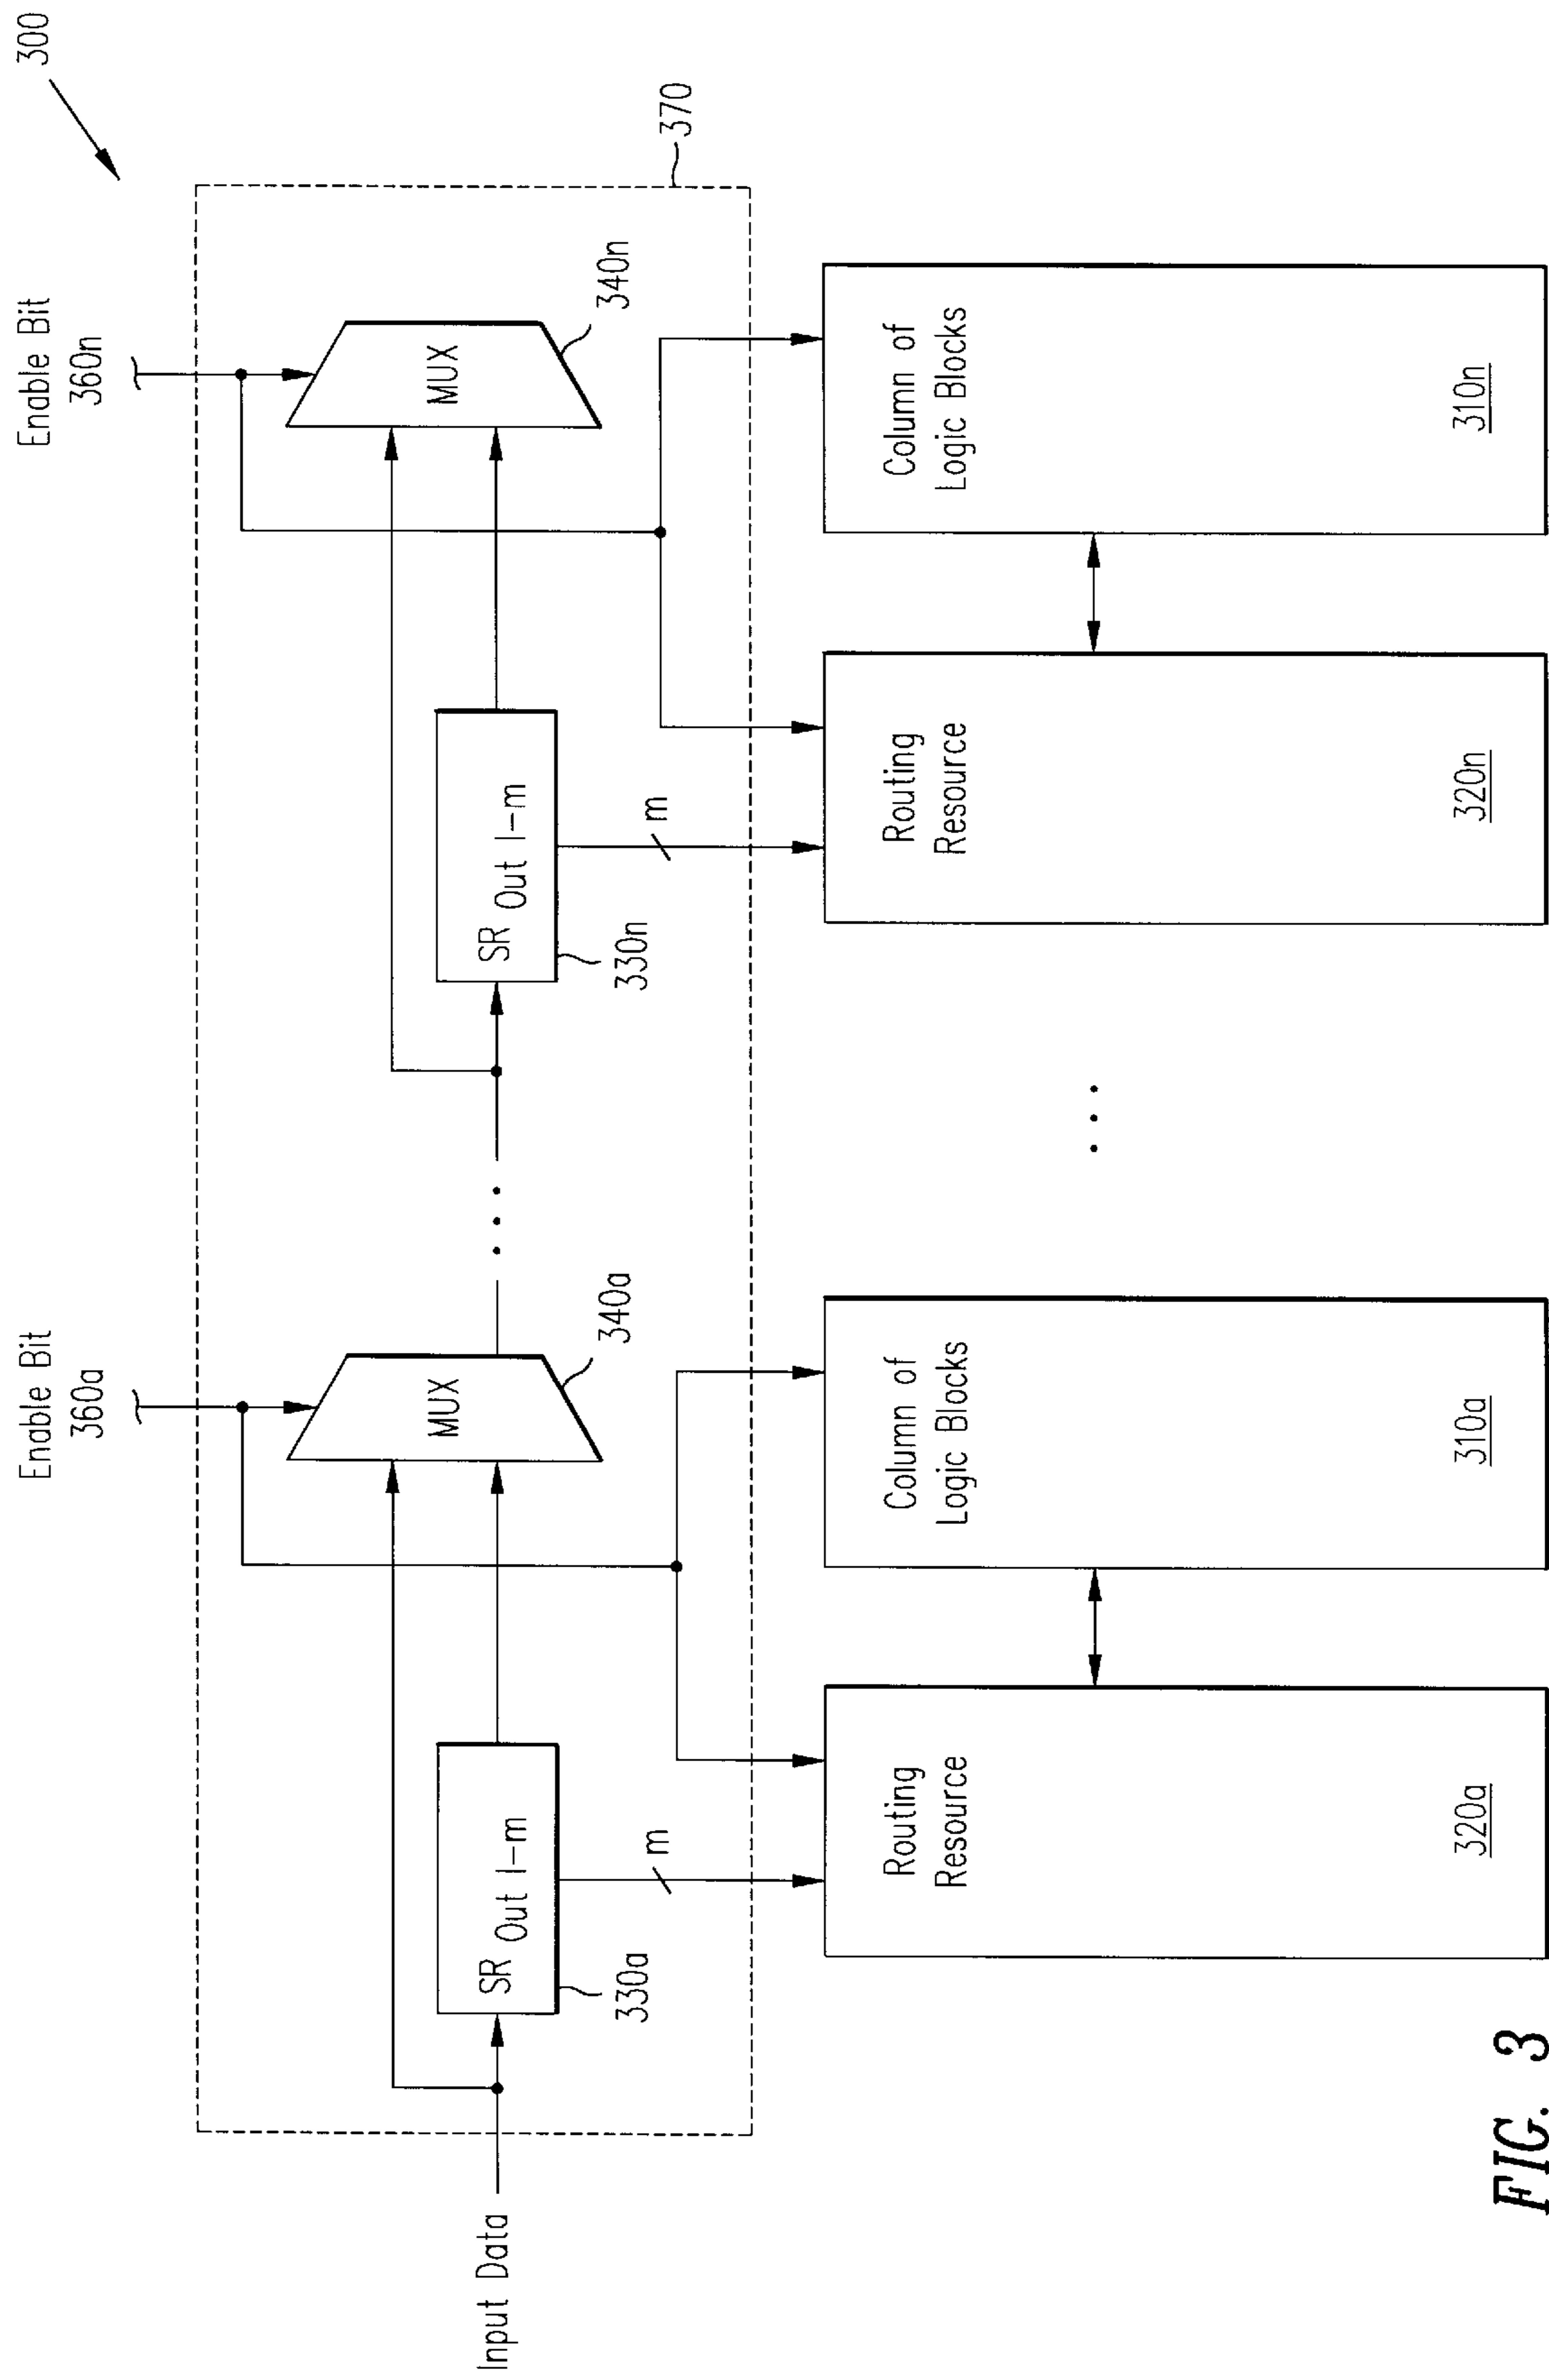 300
Enable Bit
360a
Enable Bit
360n
370
MUX
340a
MUX
340n
Input Data
SR Out 1-m
330a
m
SR Out 1-m
330n
m
Routing
Resource
320a
Column of
Logic Blocks
310a
Routing
Resource
320n
Column of
Logic Blocks
310n
FIG. 3